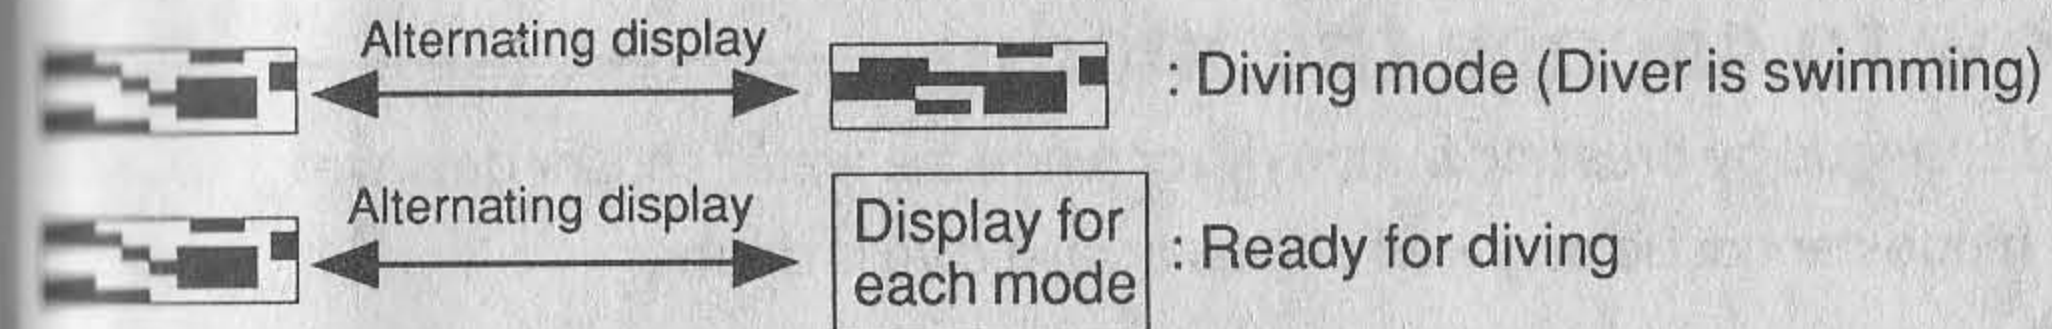 Alternating display
: Diving mode (Diver is swimming)
Alternating display
Display for
each mode
: Ready for diving